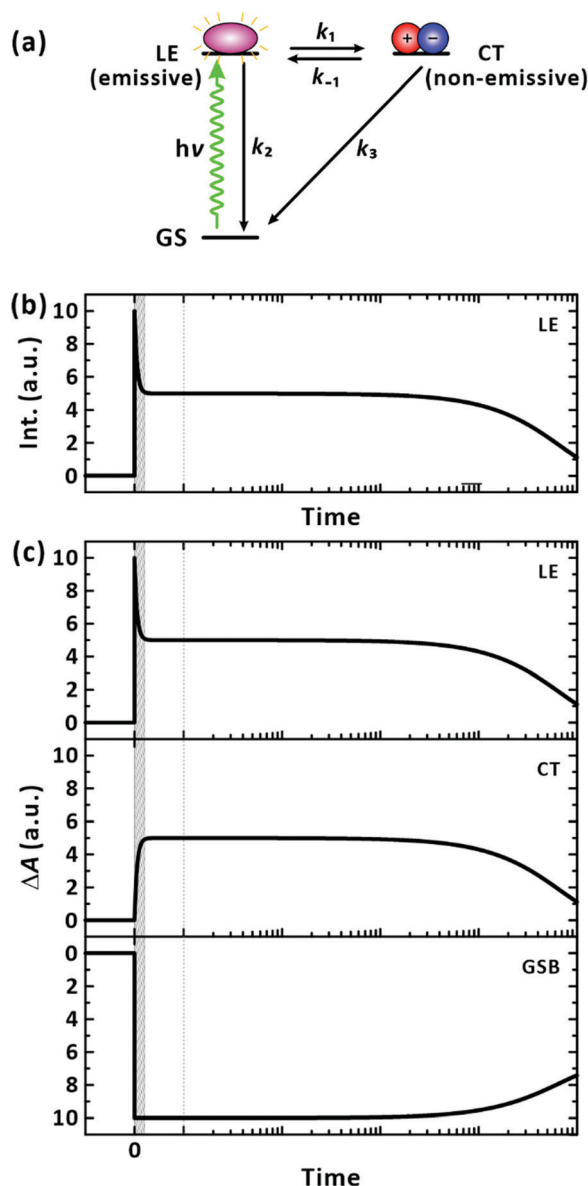 (a)
LE
(emissive)
k₁
k₋₁
+ −
CT
(non-emissive)
hν
k₂
k₃
GS
(b)
10
8
6
4
2
0
Int. (a.u.)
LE
Time
(c)
10
8
6
4
2
0
LE
10
8
6
4
2
0
CT
ΔA (a.u.)
0
2
4
6
8
10
GSB
0
Time